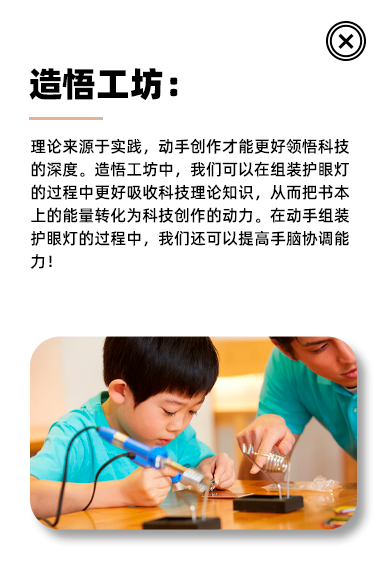 造悟工坊：
理论来源于实践，动手创作才能更好领悟科技
的深度。造悟工坊中，我们可以在组装护眼灯
的过程中更好吸收科技理论知识，从而把书本
上的能量转化为科技创作的动力。在动手组装
护眼灯的过程中，我们还可以提高手脑协调能
力！